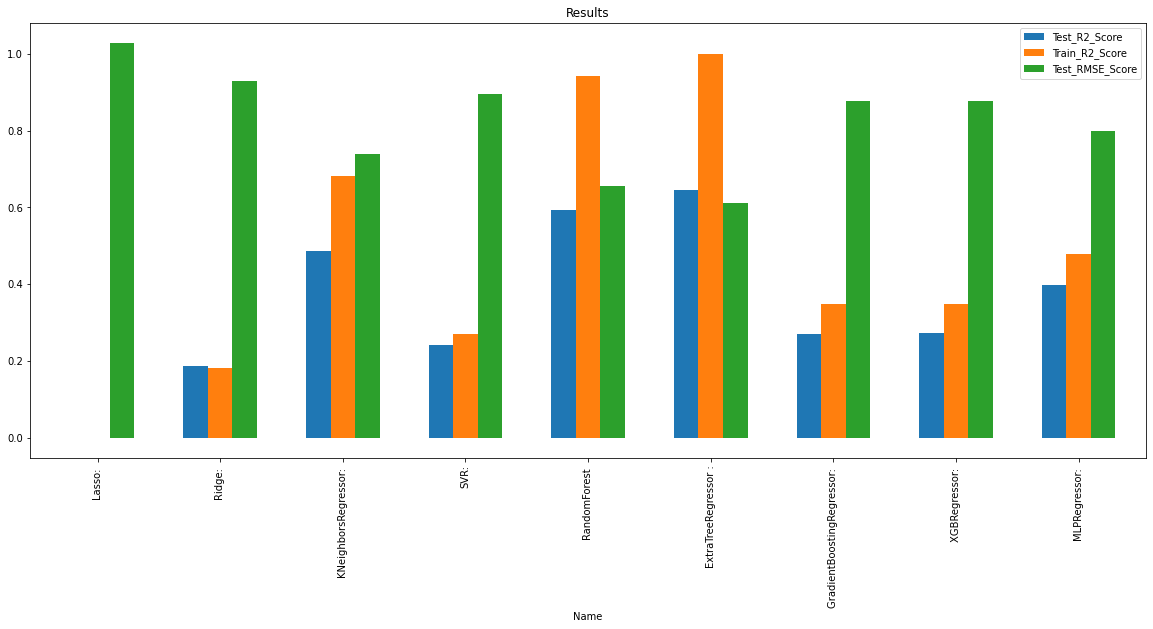 Results
Test_R2_Score
Train_R2_Score
Test_RMSE_Score
1.0
0.8
0.6
0.4
0.2
0.0
Lasso:
Ridge:
KNeighborsRegressor:
SVR:
RandomForest
ExtraTreeRegressor :
GradientBoostingRegressor:
XGBRegressor:
MLPRegressor:
Name